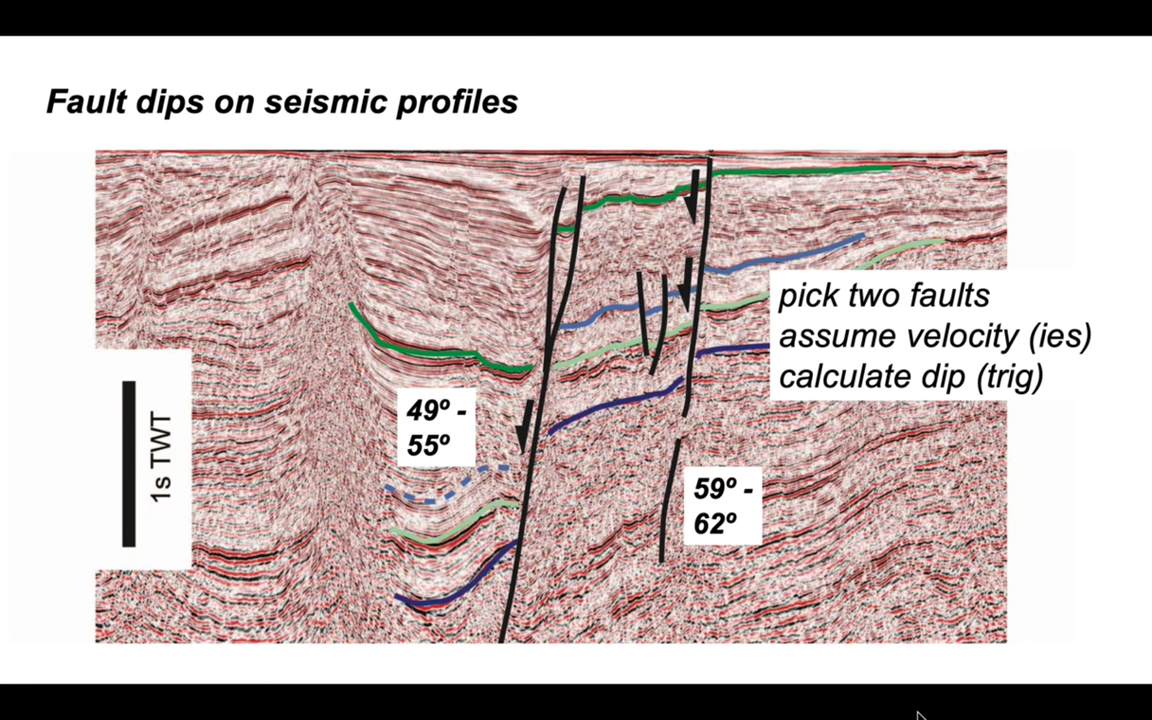 Fault dips on seismic profiles
pick two faults
assume velocity (ies)
calculate dip (trig)
49º -
55º
1s TWT
59º -
62º